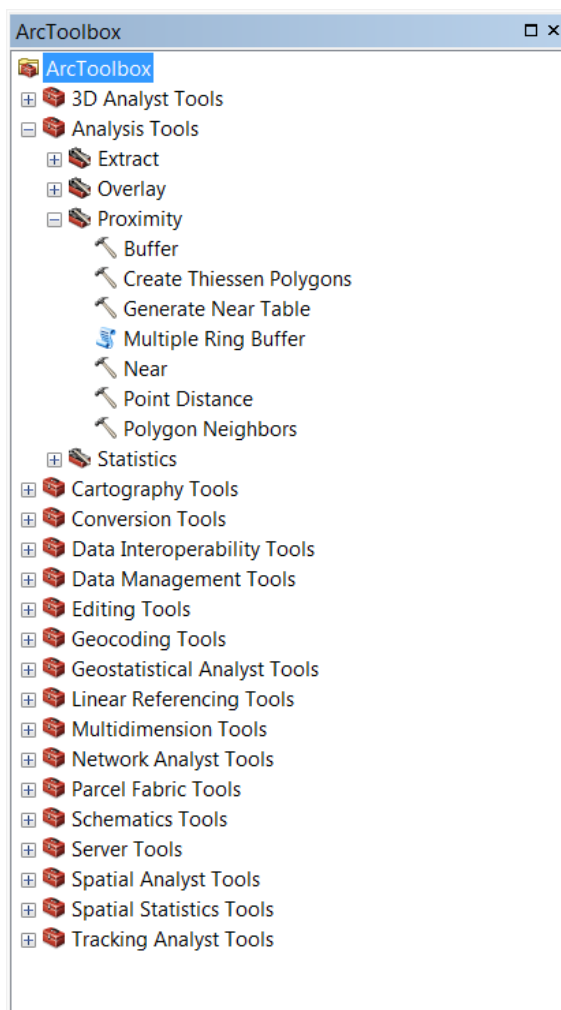 ArcToolbox
ArcToolbox
3D Analyst Tools
Analysis Tools
Extract
Overlay
Proximity
Buffer
Create Thiessen Polygons
Generate Near Table
Multiple Ring Buffer
Near
Point Distance
Polygon Neighbors
Statistics
Cartography Tools
Conversion Tools
Data Interoperability Tools
Data Management Tools
Editing Tools
Geocoding Tools
Geostatistical Analyst Tools
Linear Referencing Tools
Multidimension Tools
Network Analyst Tools
Parcel Fabric Tools
Schematics Tools
Server Tools
Spatial Analyst Tools
Spatial Statistics Tools
Tracking Analyst Tools